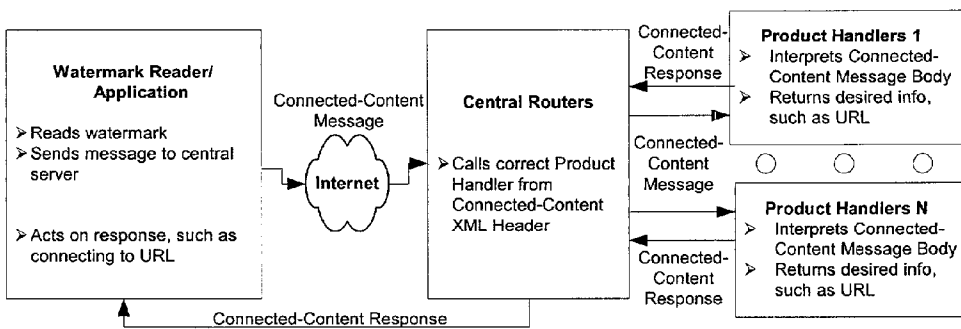 Watermark Reader/
Application
➢Reads watermark
➢Sends message to central
server
➢Acts on response, such as
connecting to URL
Connected-Content
Message
Internet
Central Routers
➢Calls correct Product
Handler from
Connected-Content
XML Header
Connected-
Content
Response
Connected-
Content
Message
Connected-
Content
Response
Product Handlers 1
➢ Interprets Connected-
Content Message Body
➢ Returns desired info,
such as URL
Product Handlers N
➢ Interprets Connected-
Content Message Body
➢ Returns desired info,
such as URL
Connected-Content Response